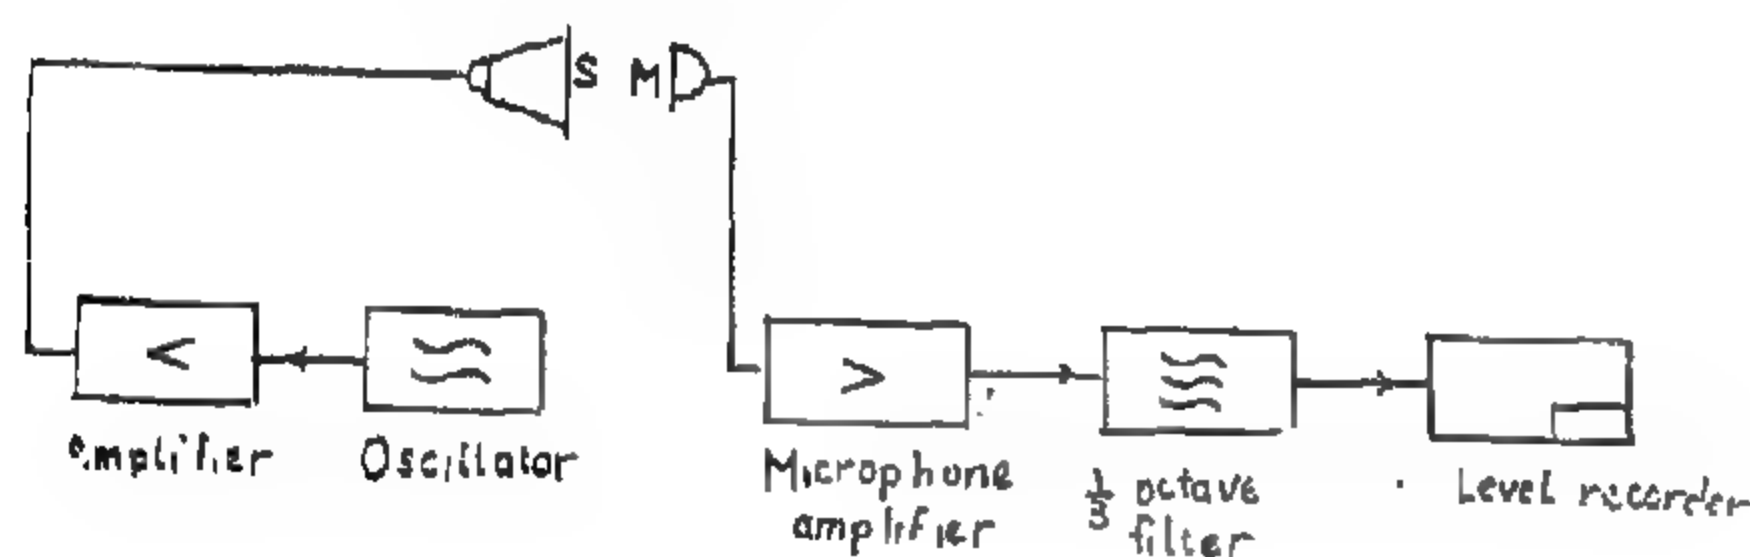 S M
amplifier
Oscillator
Microphone
amplifier
1/3 octave
filter
Level recorder